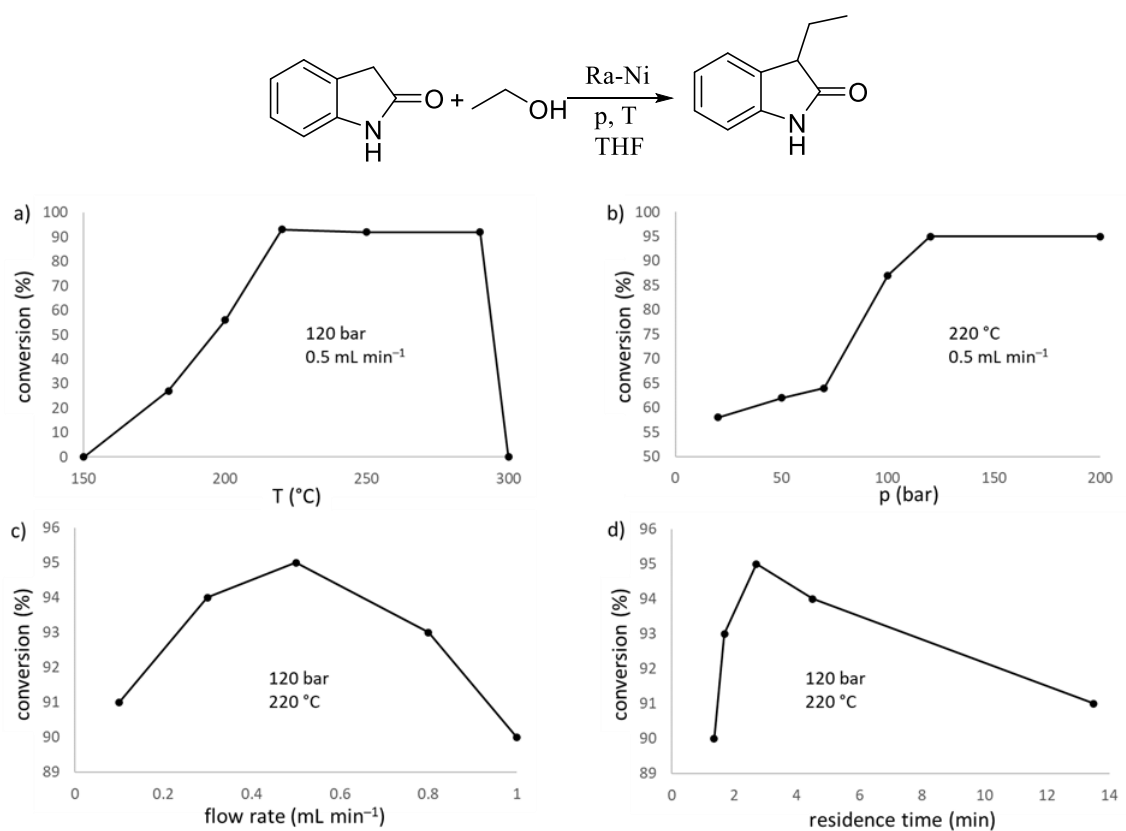 O + OH
N
H
Ra-Ni
p, T
THF
O
N
H
a)
100
90
80
70
60
50
40
30
20
10
0
conversion (%)
120 bar
0.5 mL min⁻¹
150 200 250 300
T (°C)
b)
100
95
90
85
80
75
70
65
60
55
50
conversion (%)
220 °C
0.5 mL min⁻¹
0 50 100 150 200
p (bar)
c)
96
95
94
93
92
91
90
89
conversion (%)
120 bar
220 °C
0 0.2 0.4 0.6 0.8 1
flow rate (mL min⁻¹)
d)
96
95
94
93
92
91
90
89
conversion (%)
120 bar
220 °C
0 2 4 6 8 10 12 14
residence time (min)